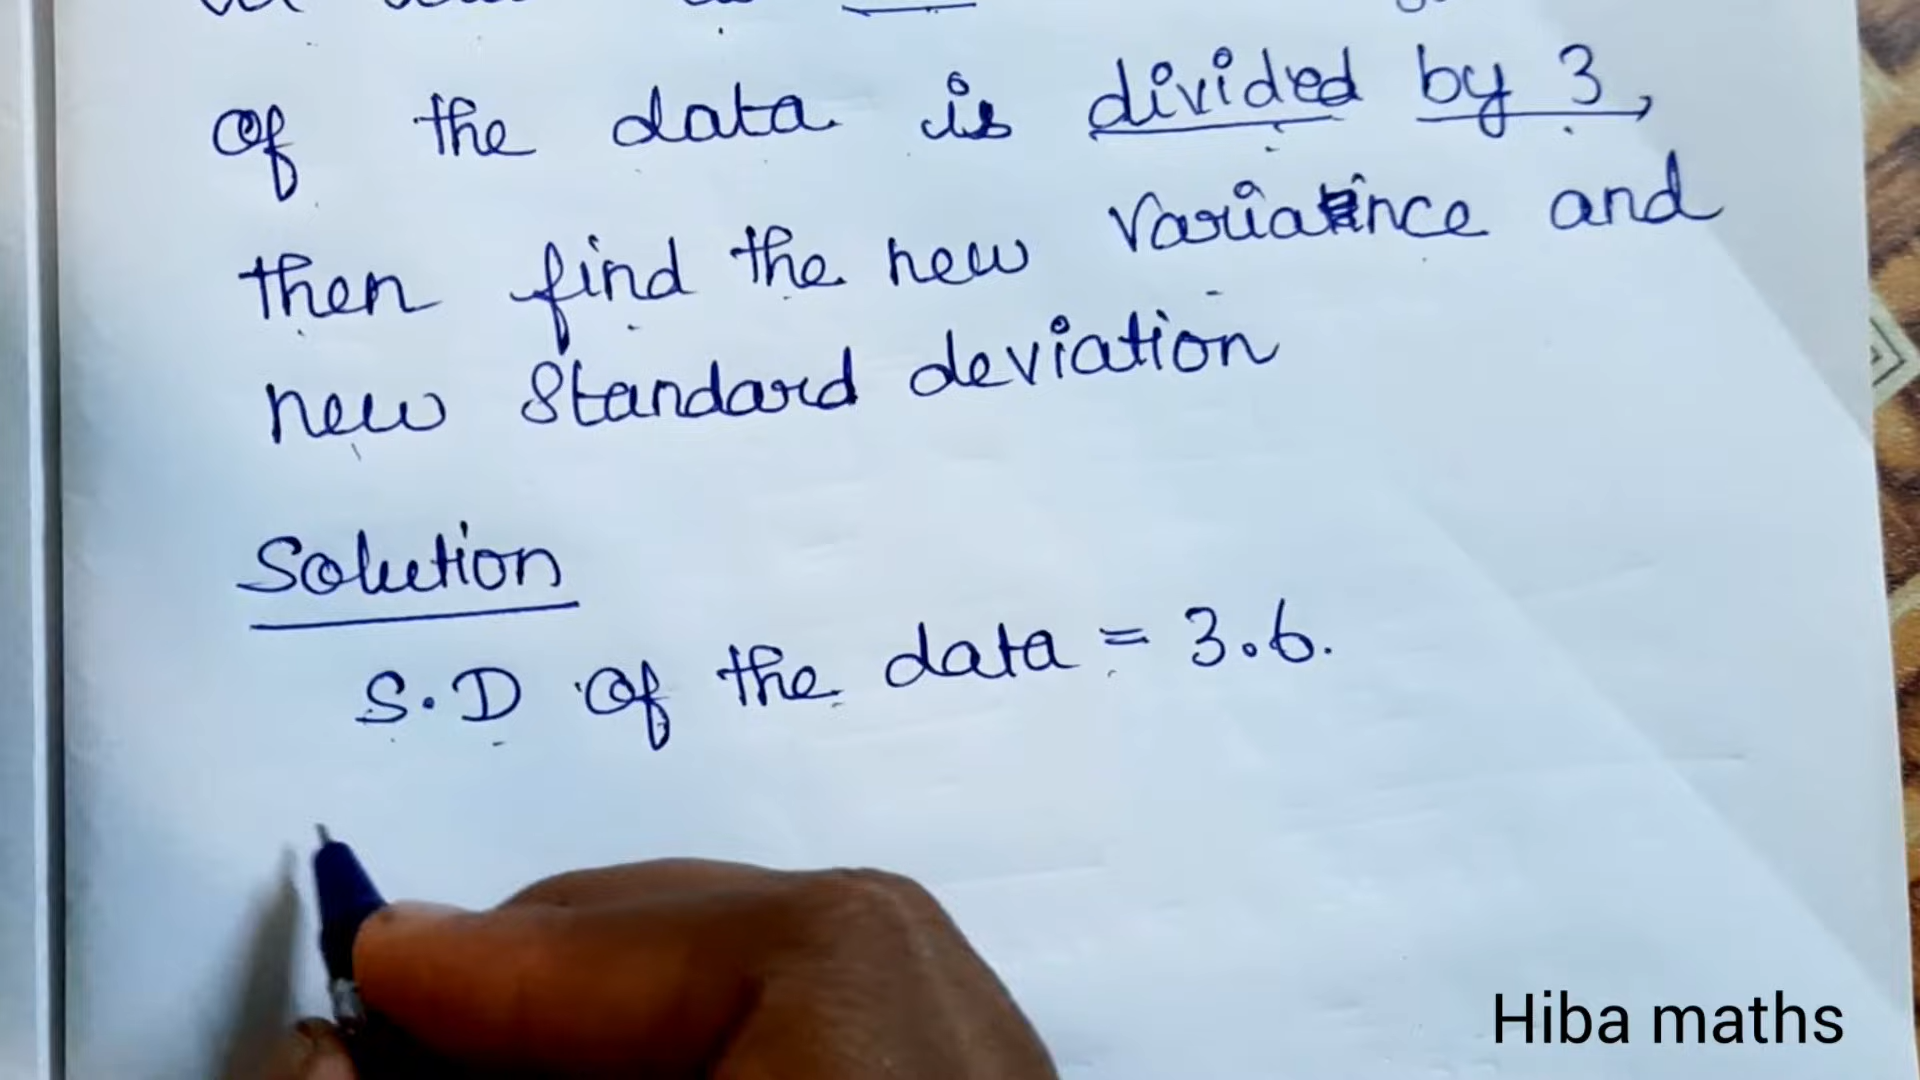 of the data is divided by 3,
then find the new variance and
new Standard deviation
Solution
S.D of the data = 3.6.
Hiba maths